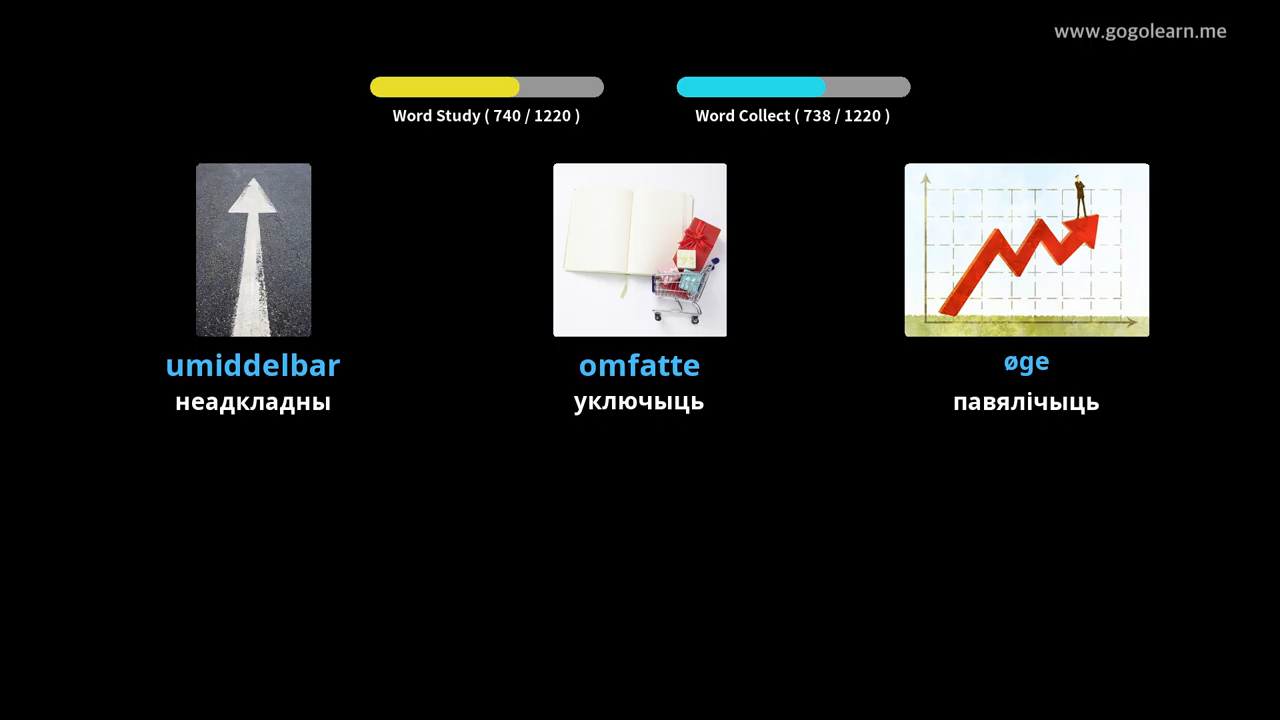 www.gogolearn.me
Word Study ( 740 / 1220 )
Word Collect ( 738 / 1220 )
umiddelbar
неадкладны
omfatte
уключыць
øge
павялічыць